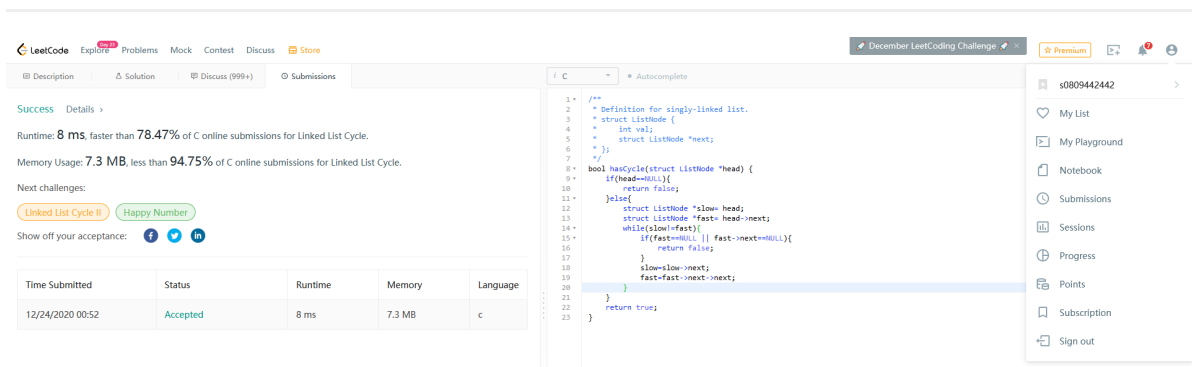 LeetCode Explore Day 21 Problems Mock Contest Discuss Store
December LeetCoding Challenge ×
Premium
9
Description Solution Discuss (999+) Submissions
C Autocomplete
Success Details ›
Runtime: 8 ms, faster than 78.47% of C online submissions for Linked List Cycle.
Memory Usage: 7.3 MB, less than 94.75% of C online submissions for Linked List Cycle.
Next challenges:
Linked List Cycle II Happy Number
Show off your acceptance:
Time Submitted Status Runtime Memory Language
12/24/2020 00:52 Accepted 8 ms 7.3 MB c
1 /**
2 * Definition for singly-linked list.
3 * struct ListNode {
4 * int val;
5 * struct ListNode *next;
6 * };
7 */
8 bool hasCycle(struct ListNode *head) {
9 if(head==NULL){
10 return false;
11 }else{
12 struct ListNode *slow= head;
13 struct ListNode *fast= head->next;
14 while(slow!=fast){
15 if(fast==NULL || fast->next==NULL){
16 return false;
17 }
18 slow=slow->next;
19 fast=fast->next->next;
20 }
21 }
22 return true;
23 }
s0809442442
My List
My Playground
Notebook
Submissions
Sessions
Progress
Points
Subscription
Sign out